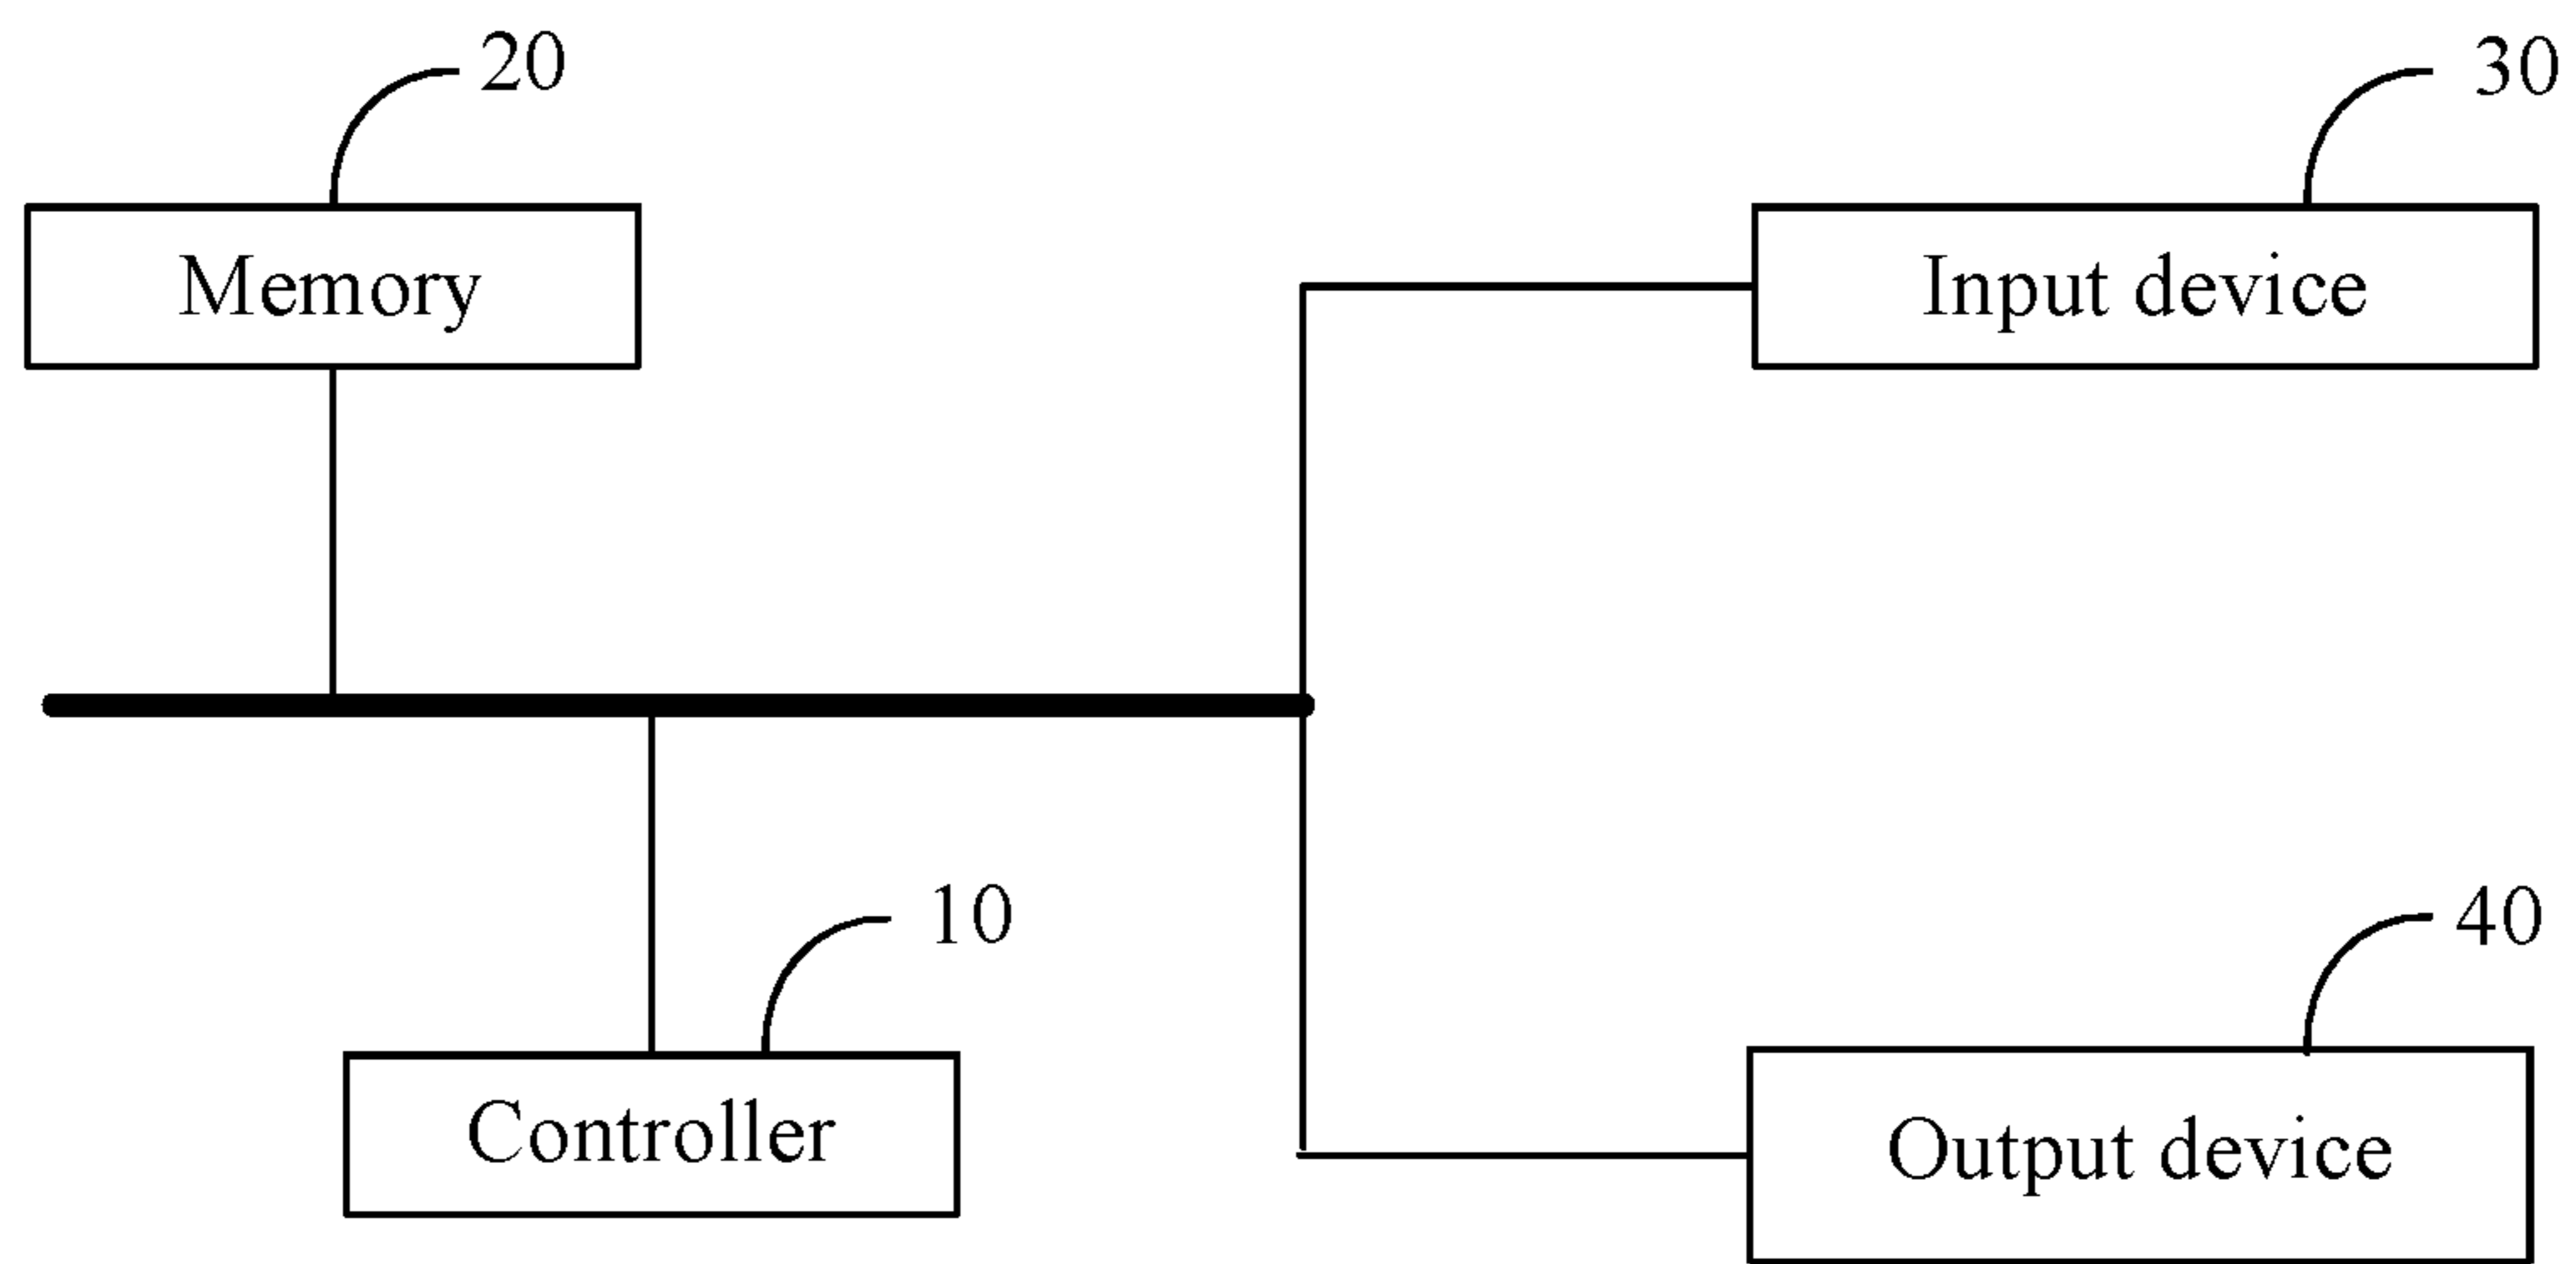 20
30
Memory
Input device
10
40
Controller
Output device